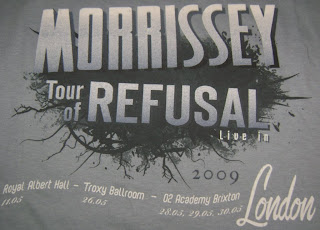 MORRISSEY
Tour of REFUSAL
Live in
2009
London
Royal Albert Hall - Troxy Ballroom - O2 Academy Brixton
11.05 26.05 28.05, 29.05, 30.05